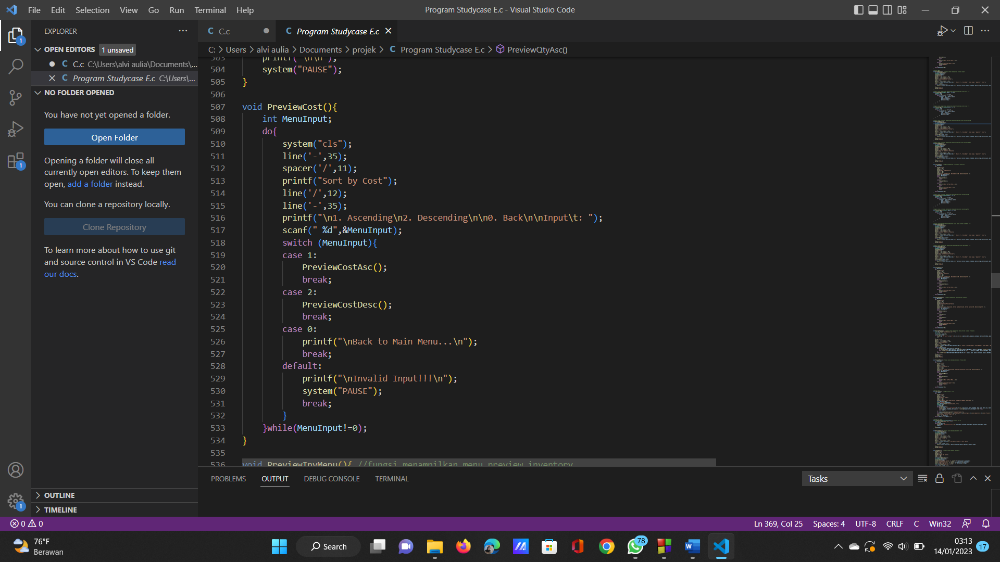 File Edit Selection View Go Run Terminal Help
Program Studycase E.c - Visual Studio Code
EXPLORER
OPEN EDITORS 1 unsaved
C C.c C:\Users\alvi aulia\Documents\...
C Program Studycase E.c C:\Users\...
NO FOLDER OPENED
You have not yet opened a folder.
Open Folder
Opening a folder will close all
currently open editors. To keep them
open, add a folder instead.
You can clone a repository locally.
Clone Repository
To learn more about how to use git
and source control in VS Code read
our docs.
OUTLINE
TIMELINE
C C.c
C Program Studycase E.c
C: > Users > alvi aulia > Documents > projek > C Program Studycase E.c > PreviewQtyAsc()
503 printf("\n\n");
504 system("PAUSE");
505 }
506
507 void PreviewCost(){
508 int MenuInput;
509 do{
510 system("cls");
511 line('-',35);
512 spacer('/',11);
513 printf("Sort by Cost");
514 line('/',12);
515 line('-',35);
516 printf("\n1. Ascending\n2. Descending\n\n0. Back\n\nInput\t: ");
517 scanf(" %d",&MenuInput);
518 switch (MenuInput){
519 case 1:
520 PreviewCostAsc();
521 break;
522 case 2:
523 PreviewCostDesc();
524 break;
525 case 0:
526 printf("\nBack to Main Menu...\n");
527 break;
528 default:
529 printf("\nInvalid Input!!!\n");
530 system("PAUSE");
531 break;
532 }
533 }while(MenuInput!=0);
534 }
535
536 void PreviewInvMenu(){ //fungsi menampilkan menu preview inventory
PROBLEMS OUTPUT DEBUG CONSOLE TERMINAL
Tasks
0 0
Ln 369, Col 25 Spaces: 4 UTF-8 CRLF C Win32
76°F
Berawan
Search
78
03:13
14/01/2023
17